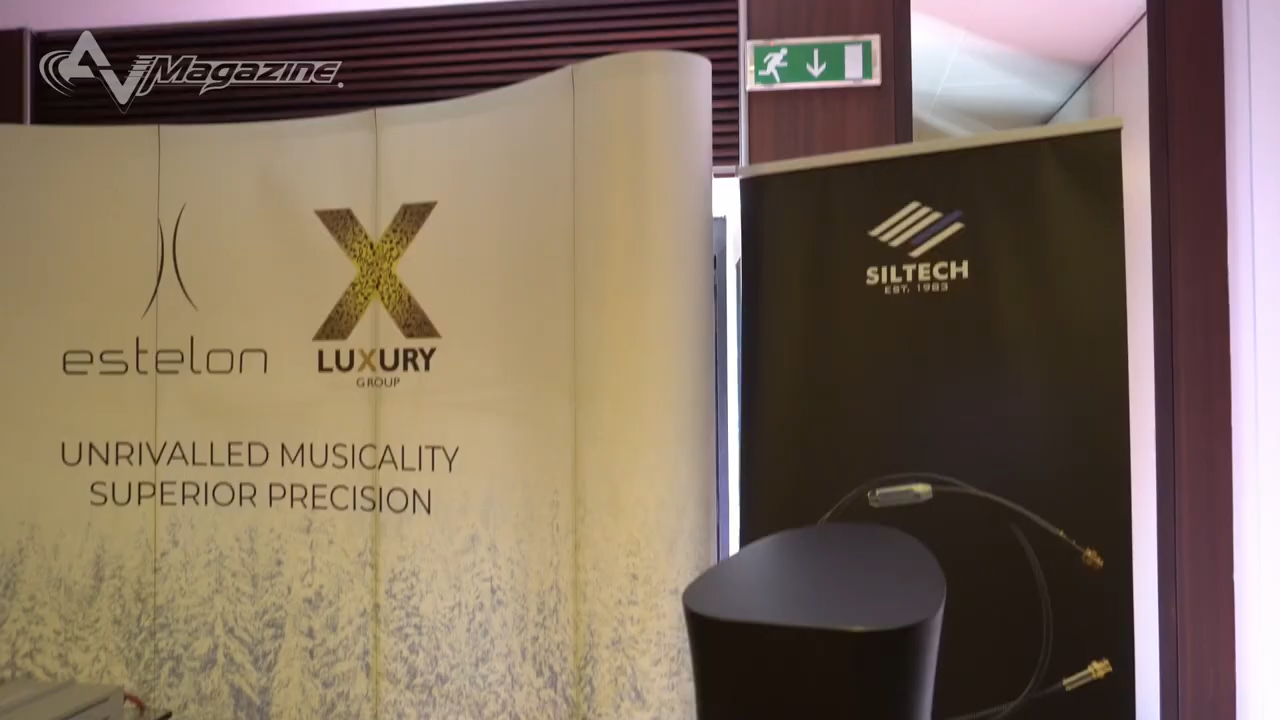 AV Magazine.
estelon
X
LUXURY
GROUP
UNRIVALLED MUSICALITY
SUPERIOR PRECISION
SILTECH
EST. 1983